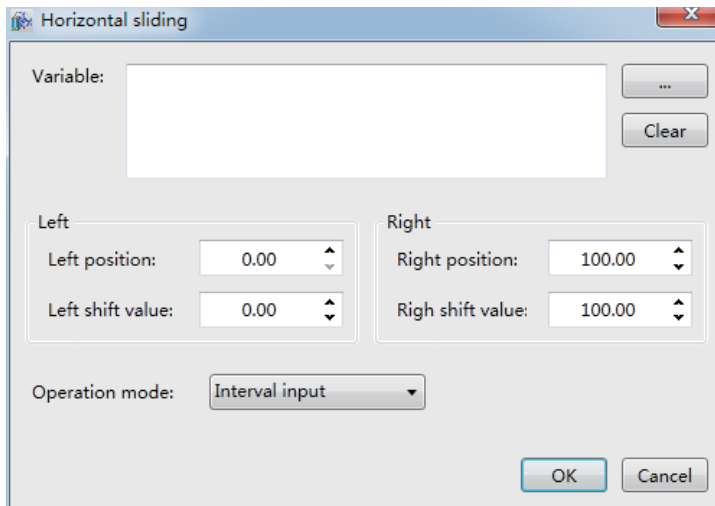 Horizontal sliding
Variable:
...
Clear
Left
Right
Left position: 0.00
Right position: 100.00
Left shift value: 0.00
Righ shift value: 100.00
Operation mode: Interval input
OK Cancel